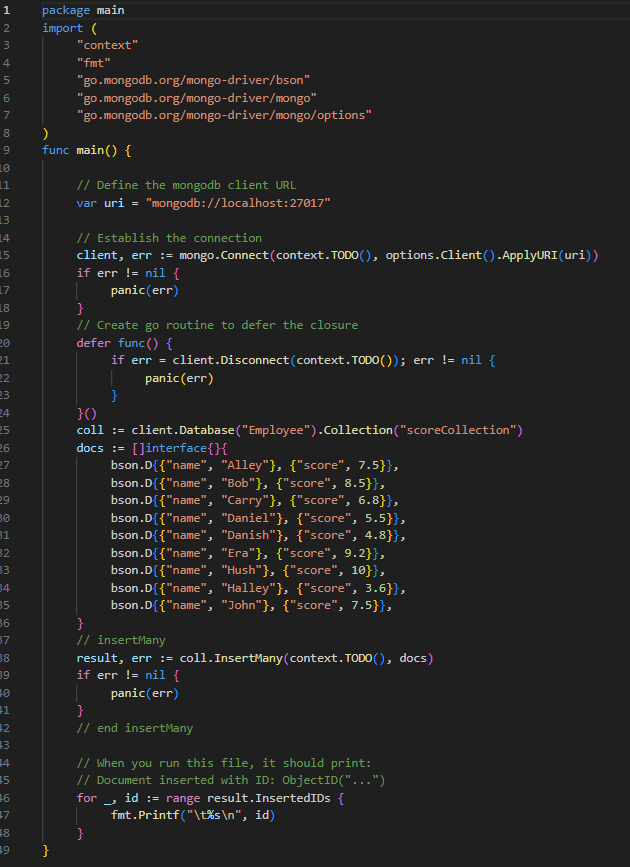 1 package main
2 import (
3 "context"
4 "fmt"
5 "go.mongodb.org/mongo-driver/bson"
6 "go.mongodb.org/mongo-driver/mongo"
7 "go.mongodb.org/mongo-driver/mongo/options"
8 )
9 func main() {
10
11 // Define the mongodb client URL
12 var uri = "mongodb://localhost:27017"
13
14 // Establish the connection
15 client, err := mongo.Connect(context.TODO(), options.Client().ApplyURI(uri))
16 if err != nil {
17 panic(err)
18 }
19 // Create go routine to defer the closure
20 defer func() {
21 if err = client.Disconnect(context.TODO()); err != nil {
22 panic(err)
23 }
24 }()
25 coll := client.Database("Employee").Collection("scoreCollection")
26 docs := []interface{}{
27 bson.D{{"name", "Alley"}, {"score", 7.5}},
28 bson.D{{"name", "Bob"}, {"score", 8.5}},
29 bson.D{{"name", "Carry"}, {"score", 6.8}},
30 bson.D{{"name", "Daniel"}, {"score", 5.5}},
31 bson.D{{"name", "Danish"}, {"score", 4.8}},
32 bson.D{{"name", "Era"}, {"score", 9.2}},
33 bson.D{{"name", "Hush"}, {"score", 10}},
34 bson.D{{"name", "Halley"}, {"score", 3.6}},
35 bson.D{{"name", "John"}, {"score", 7.5}},
36 }
37 // insertMany
38 result, err := coll.InsertMany(context.TODO(), docs)
39 if err != nil {
40 panic(err)
41 }
42 // end insertMany
43
44 // When you run this file, it should print:
45 // Document inserted with ID: ObjectID("...")
46 for _, id := range result.InsertedIDs {
47 fmt.Printf("\t%s\n", id)
48 }
49 }